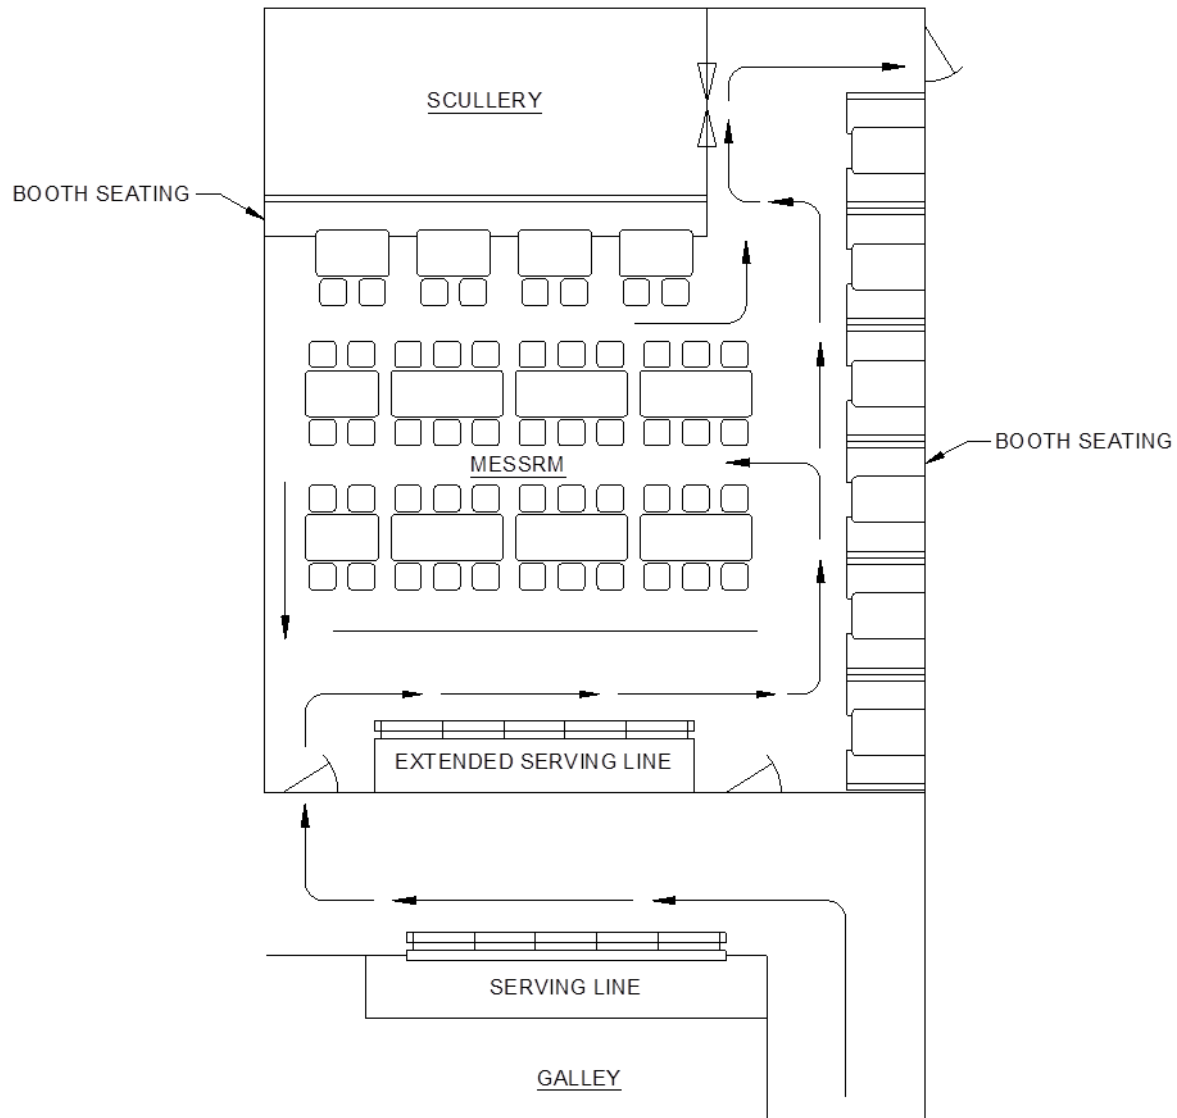 SCULLERY
BOOTH SEATING
BOOTH SEATING
MESSRM
EXTENDED SERVING LINE
SERVING LINE
GALLEY